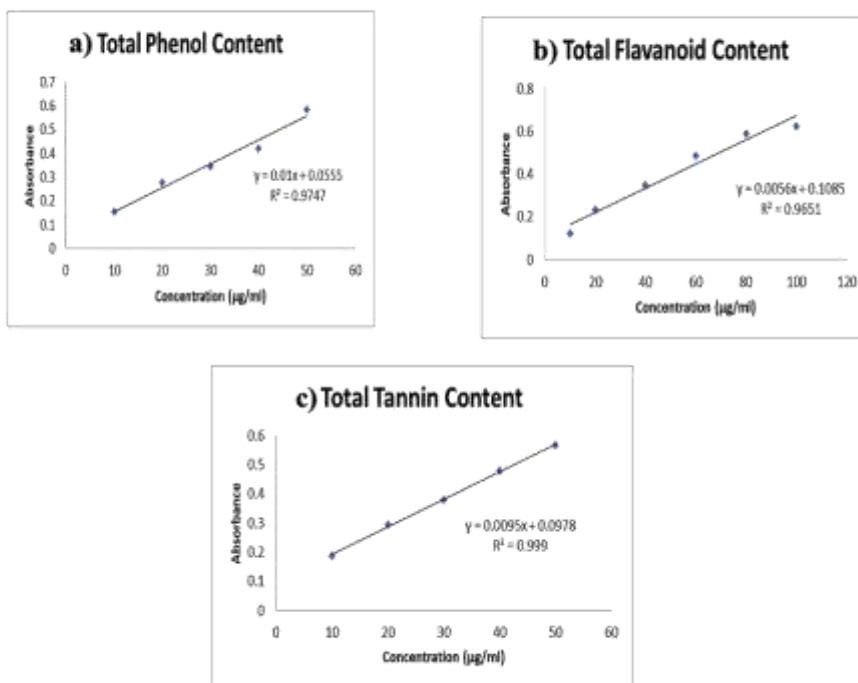 a) Total Phenol Content
0.7
0.6
0.5
0.4
0.3
0.2
0.1
0
Absorbance
y = 0.01x + 0.0555
R² = 0.9747
0 10 20 30 40 50 60
Concentration (μg/ml)
b) Total Flavanoid Content
0.8
0.6
0.4
0.2
0
Absorbance
y = 0.0056x + 0.1085
R² = 0.9651
0 20 40 60 80 100 120
Concentration (μg/ml)
c) Total Tannin Content
0.6
0.5
0.4
0.3
0.2
0.1
0
Absorbance
y = 0.0095x + 0.0978
R² = 0.999
0 10 20 30 40 50 60
Concentration (μg/ml)